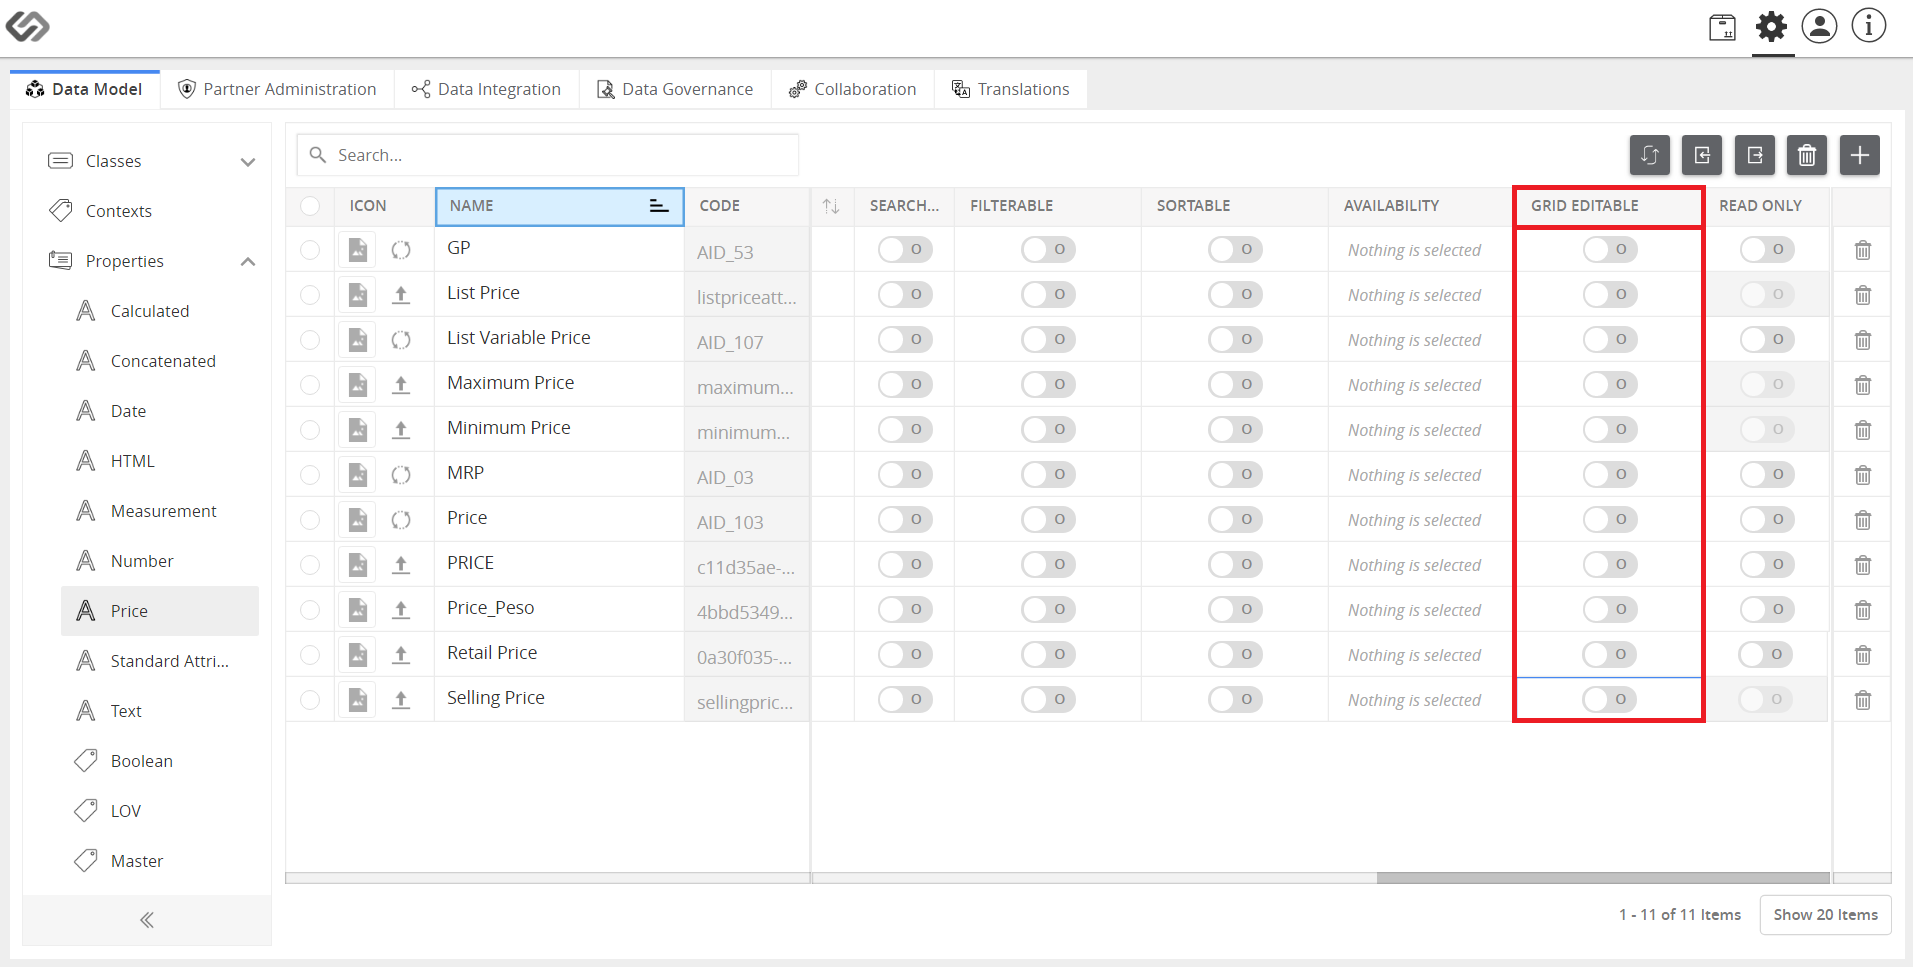 Data Model Partner Administration Data Integration Data Governance Collaboration Translations
Classes
Contexts
Properties
Calculated
Concatenated
Date
HTML
Measurement
Number
Price
Standard Attri...
Text
Boolean
LOV
Master
Search...
ICON NAME CODE SEARCH... FILTERABLE SORTABLE AVAILABILITY GRID EDITABLE READ ONLY
GP AID_53 Nothing is selected
List Price listpriceatt... Nothing is selected
List Variable Price AID_107 Nothing is selected
Maximum Price maximum... Nothing is selected
Minimum Price minimum... Nothing is selected
MRP AID_03 Nothing is selected
Price AID_103 Nothing is selected
PRICE c11d35ae-... Nothing is selected
Price_Peso 4bbd5349... Nothing is selected
Retail Price 0a30f035-... Nothing is selected
Selling Price sellingpric... Nothing is selected
1 - 11 of 11 Items Show 20 Items